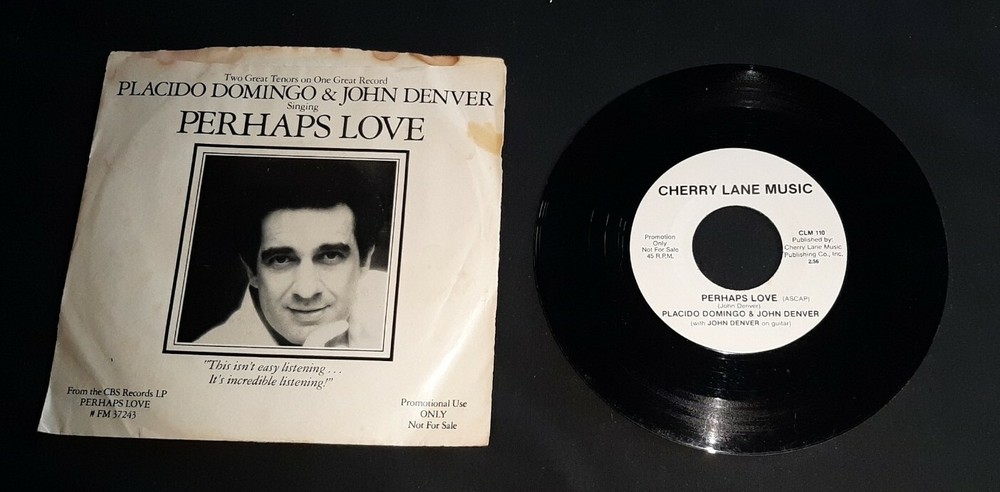 Two Great Tenors on One Great Record
PLACIDO DOMINGO & JOHN DENVER
Singing
PERHAPS LOVE
"This isn't easy listening . . .
It's incredible listening!"
From the CBS Records LP
PERHAPS LOVE
# FM 37243
Promotional Use
ONLY
Not For Sale
CHERRY LANE MUSIC
Promotion
Only
Not For Sale
45 R.P.M.
CLM 110
Published by:
Cherry Lane Music
Publishing Co., Inc.
2:56
PERHAPS LOVE (ASCAP)
(John Denver)
PLACIDO DOMINGO & JOHN DENVER
(with JOHN DENVER on guitar)